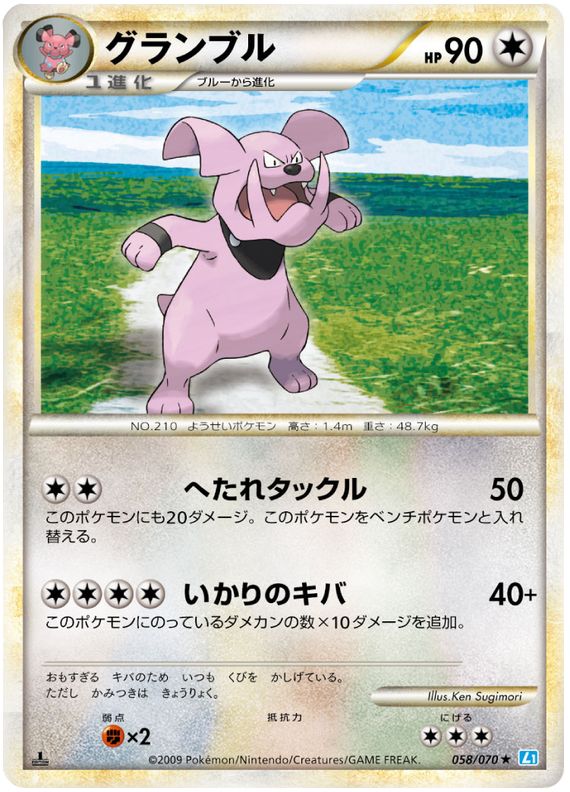 グランブル HP90
1進化 ブルーから進化
NO.210 ようせいポケモン 高さ:1.4m 重さ:48.7kg
へたれタックル 50
このポケモンにも20ダメージ。このポケモンをベンチポケモンと入れ
替える。
いかりのキバ 40+
このポケモンにのっているダメカンの数×10ダメージを追加。
おもすぎる キバのため いつも くびを かしげている。
ただし かみつきは きょうりょく。
Illus.Ken Sugimori
弱点 抵抗力 にげる
×2
1 EDITION ©2009 Pokémon/Nintendo/Creatures/GAME FREAK. 058/070★ L1